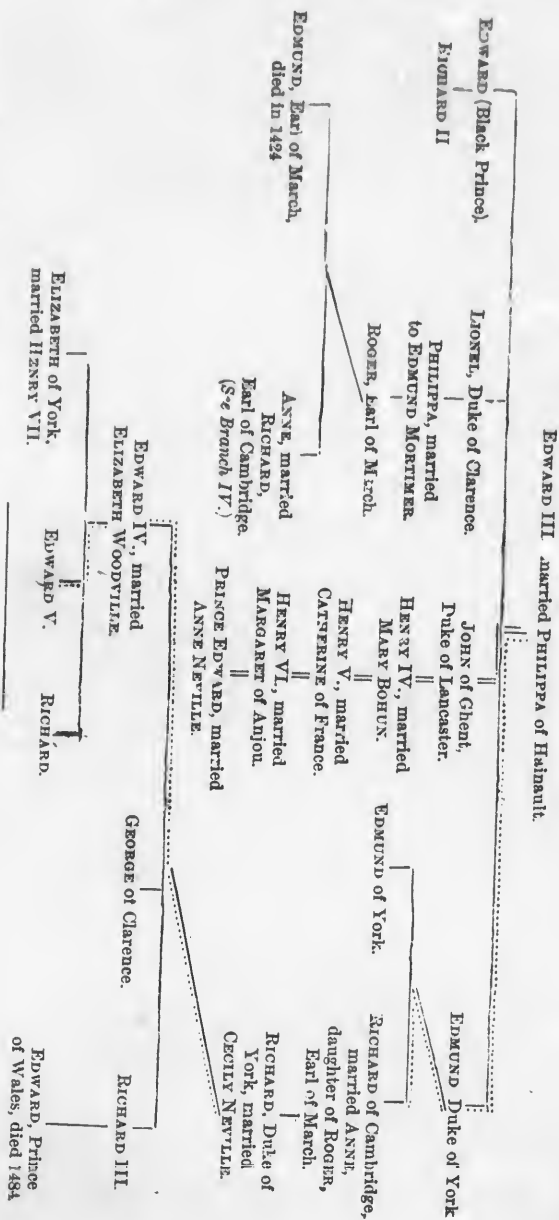 EDWARD III married PHILIPPA of Hainault.
EDWARD (Black Prince).
RICHARD II
LIONEL, Duke of Clarence.
PHILIPPA, married
to EDMUND MORTIMER.
ROGER, Earl of March.
EDMUND, Earl of March,
died in 1424
ANNE, married
RICHARD,
Earl of Cambridge.
(See Branch IV.)
JOHN of Ghent,
Duke of Lancaster.
HENRY IV., married
MARY BOHUN.
HENRY V., married
CATHERINE of France.
HENRY VI., married
MARGARET of Anjou.
PRINCE EDWARD, married
ANNE NEVILLE.
EDMUND Duke of York
EDMUND of York.
RICHARD of Cambridge,
married ANNE,
daughter of ROGER,
Earl of March.
RICHARD, Duke of
York, married
CECILY NEVILLE.
EDWARD IV., married
ELIZABETH WOODVILLE.
GEORGE of Clarence.
RICHARD III.
ELIZABETH of York,
married HENRY VII.
EDWARD V.
RICHARD.
EDWARD, Prince
of Wales, died 1484